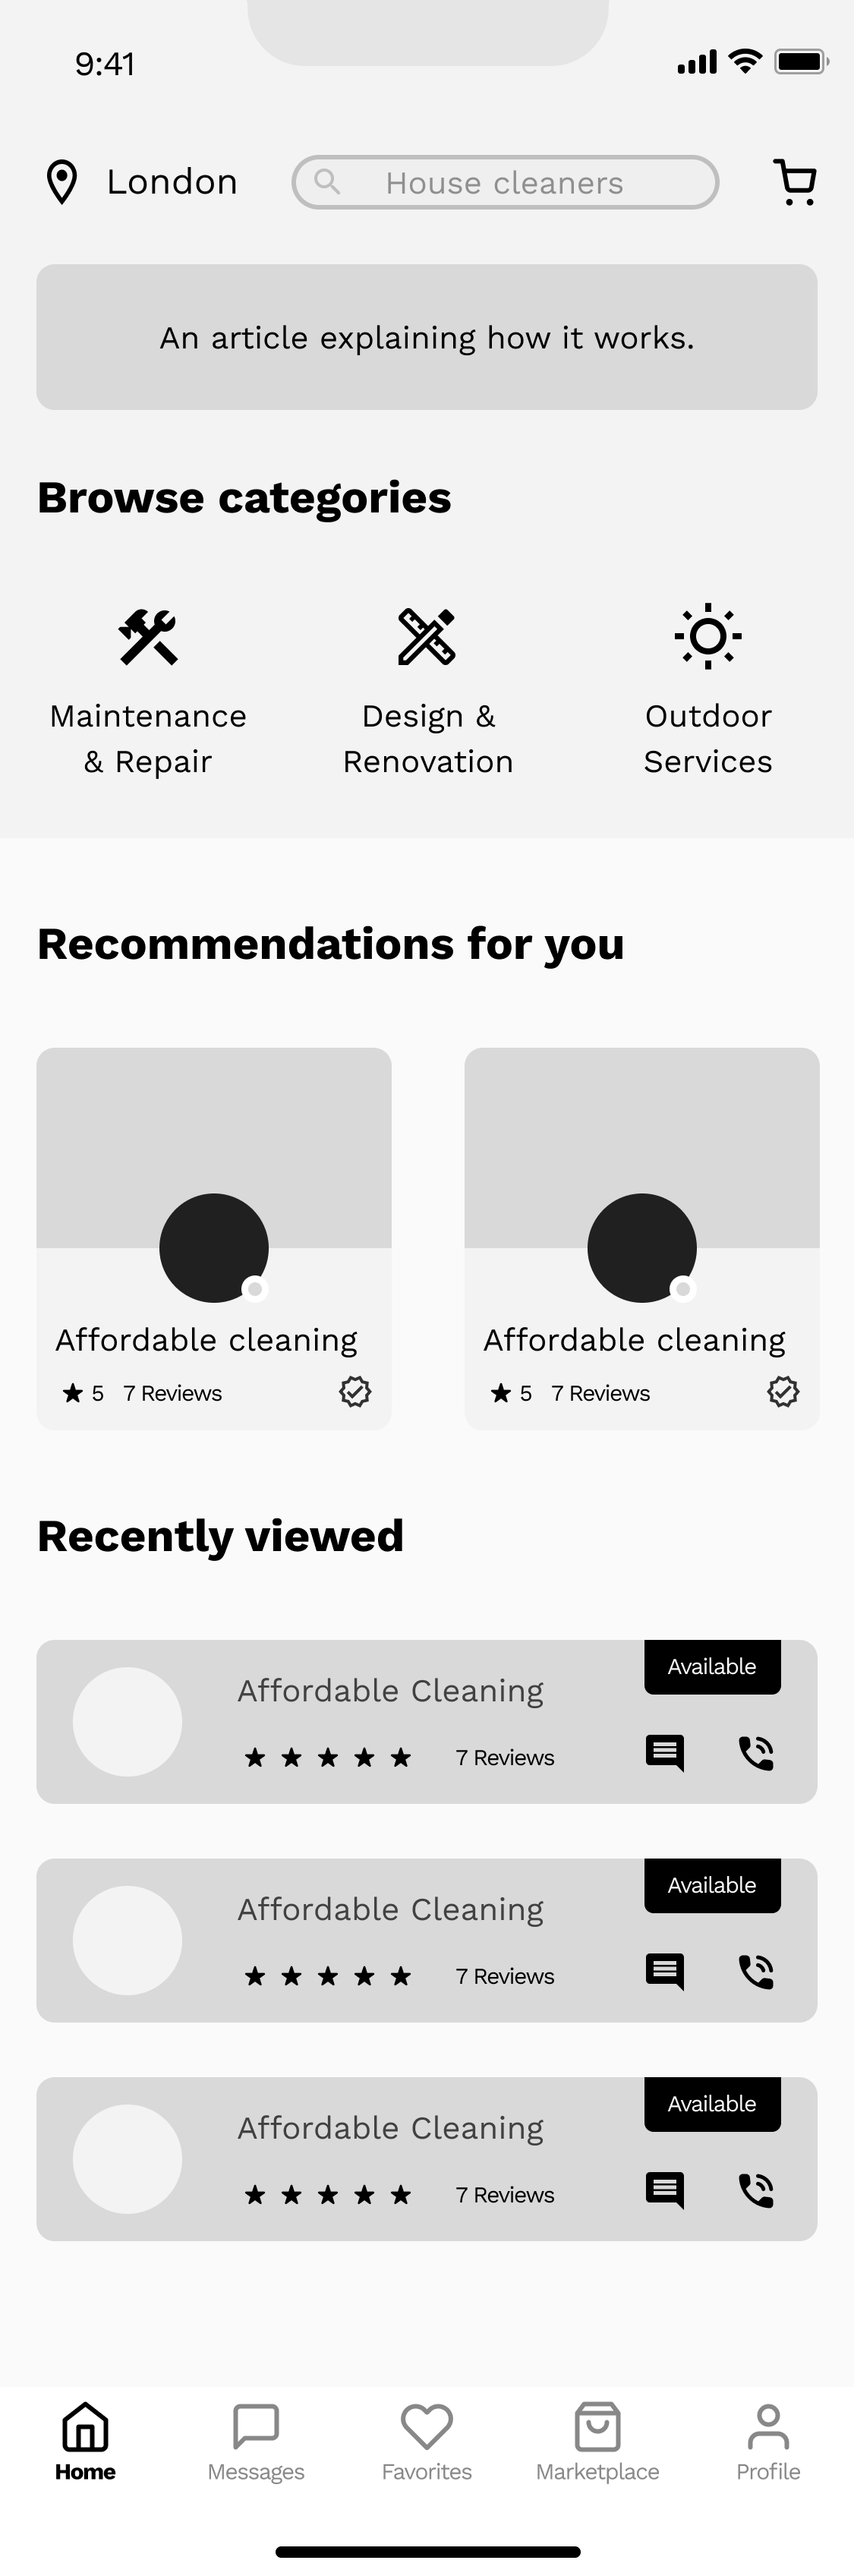 9:41
London
House cleaners
An article explaining how it works.
Browse categories
Maintenance
& Repair
Design &
Renovation
Outdoor
Services
Recommendations for you
Affordable cleaning
5 7 Reviews
Affordable cleaning
5 7 Reviews
Recently viewed
Available
Affordable Cleaning
7 Reviews
Available
Affordable Cleaning
7 Reviews
Available
Affordable Cleaning
7 Reviews
Home
Messages
Favorites
Marketplace
Profile